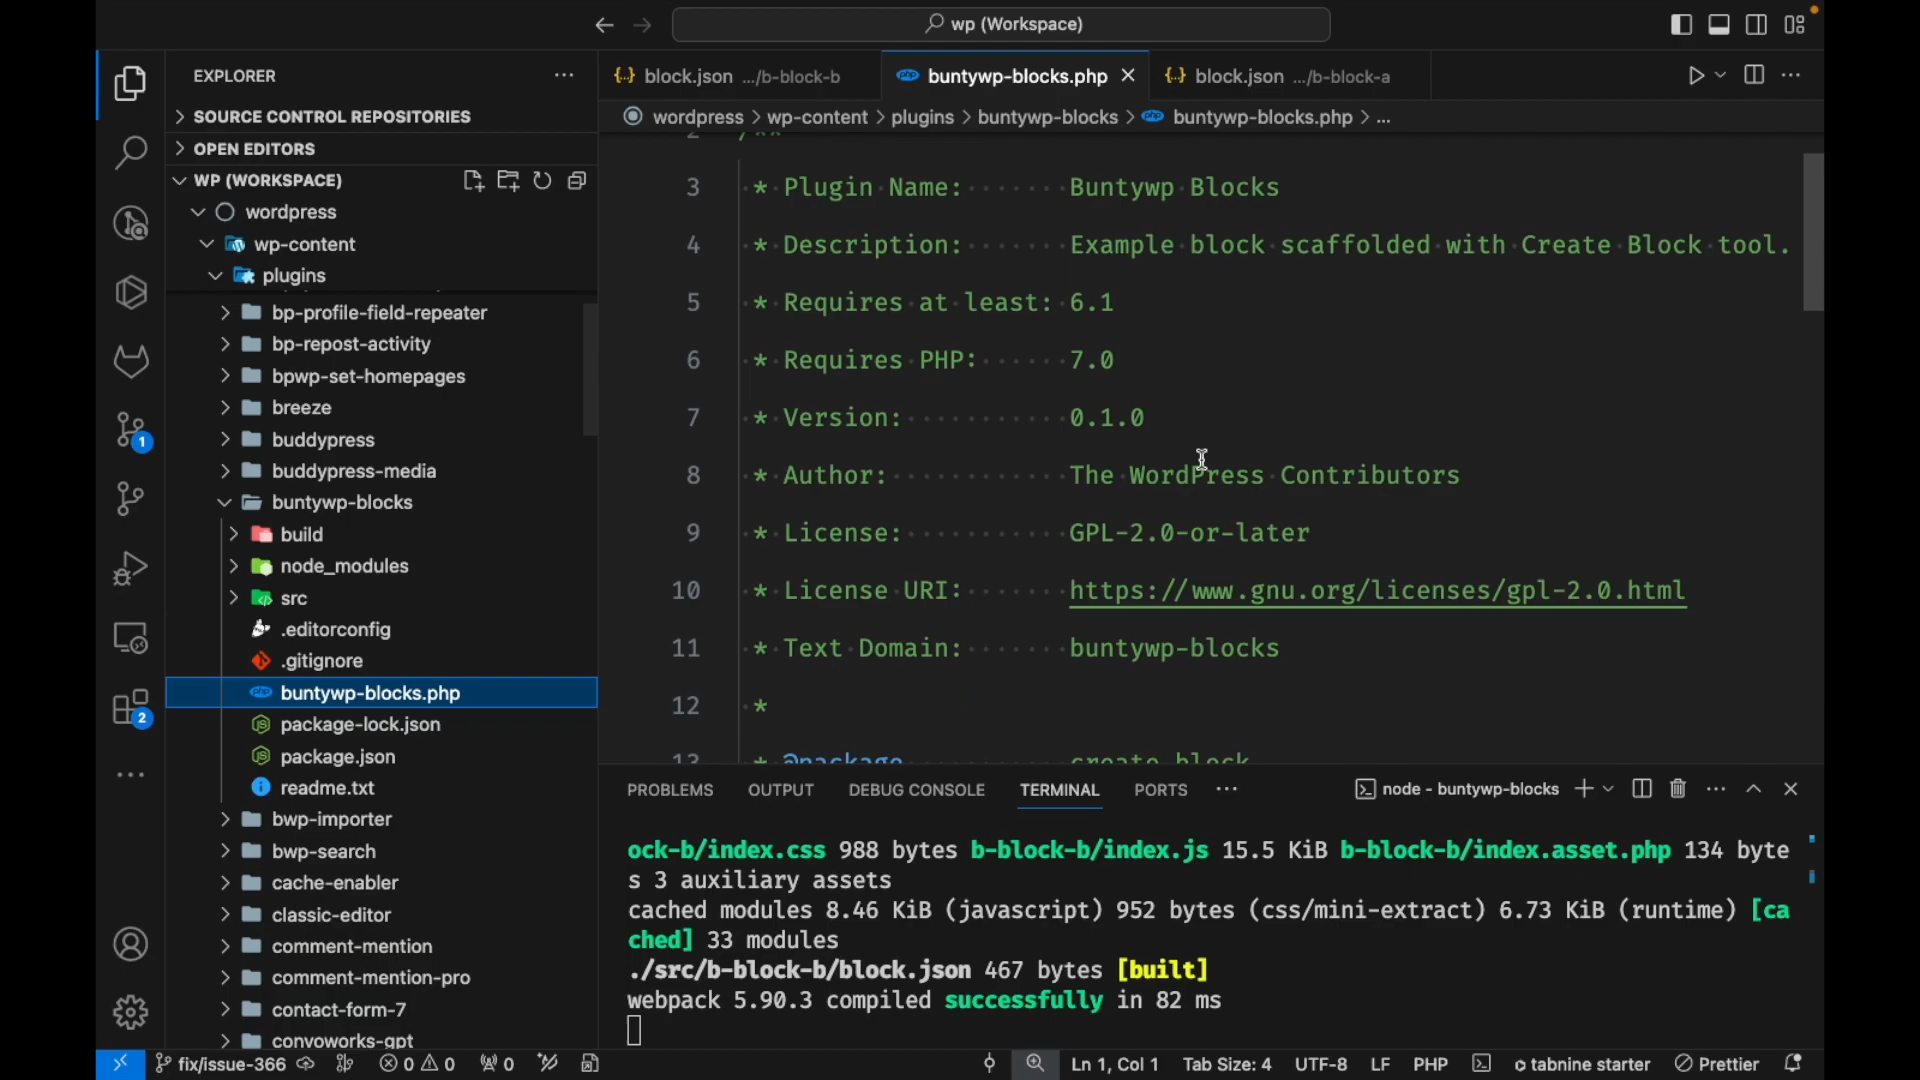 wp (Workspace)
EXPLORER
SOURCE CONTROL REPOSITORIES
OPEN EDITORS
WP (WORKSPACE)
wordpress
wp-content
plugins
bp-profile-field-repeater
bp-repost-activity
bpwp-set-homepages
breeze
buddypress
buddypress-media
buntywp-blocks
build
node_modules
src
.editorconfig
.gitignore
buntywp-blocks.php
package-lock.json
package.json
readme.txt
bwp-importer
bwp-search
cache-enabler
classic-editor
comment-mention
comment-mention-pro
contact-form-7
convoworks-gpt
1
2
block.json .../b-block-b
buntywp-blocks.php
block.json .../b-block-a
wordpress > wp-content > plugins > buntywp-blocks > buntywp-blocks.php > ...
2 /**
3 * Plugin Name: Buntywp Blocks
4 * Description: Example block scaffolded with Create Block tool.
5 * Requires at least: 6.1
6 * Requires PHP: 7.0
7 * Version: 0.1.0
8 * Author: The WordPress Contributors
9 * License: GPL-2.0-or-later
10 * License URI: https://www.gnu.org/licenses/gpl-2.0.html
11 * Text Domain: buntywp-blocks
12 *
13 * @package create block
PROBLEMS OUTPUT DEBUG CONSOLE TERMINAL PORTS ... node - buntywp-blocks
ock-b/index.css 988 bytes b-block-b/index.js 15.5 KiB b-block-b/index.asset.php 134 byte
s 3 auxiliary assets
cached modules 8.46 KiB (javascript) 952 bytes (css/mini-extract) 6.73 KiB (runtime) [ca
ched] 33 modules
./src/b-block-b/block.json 467 bytes [built]
webpack 5.90.3 compiled successfully in 82 ms
fix/issue-366 0 0 0 Ln 1, Col 1 Tab Size: 4 UTF-8 LF PHP tabnine starter Prettier